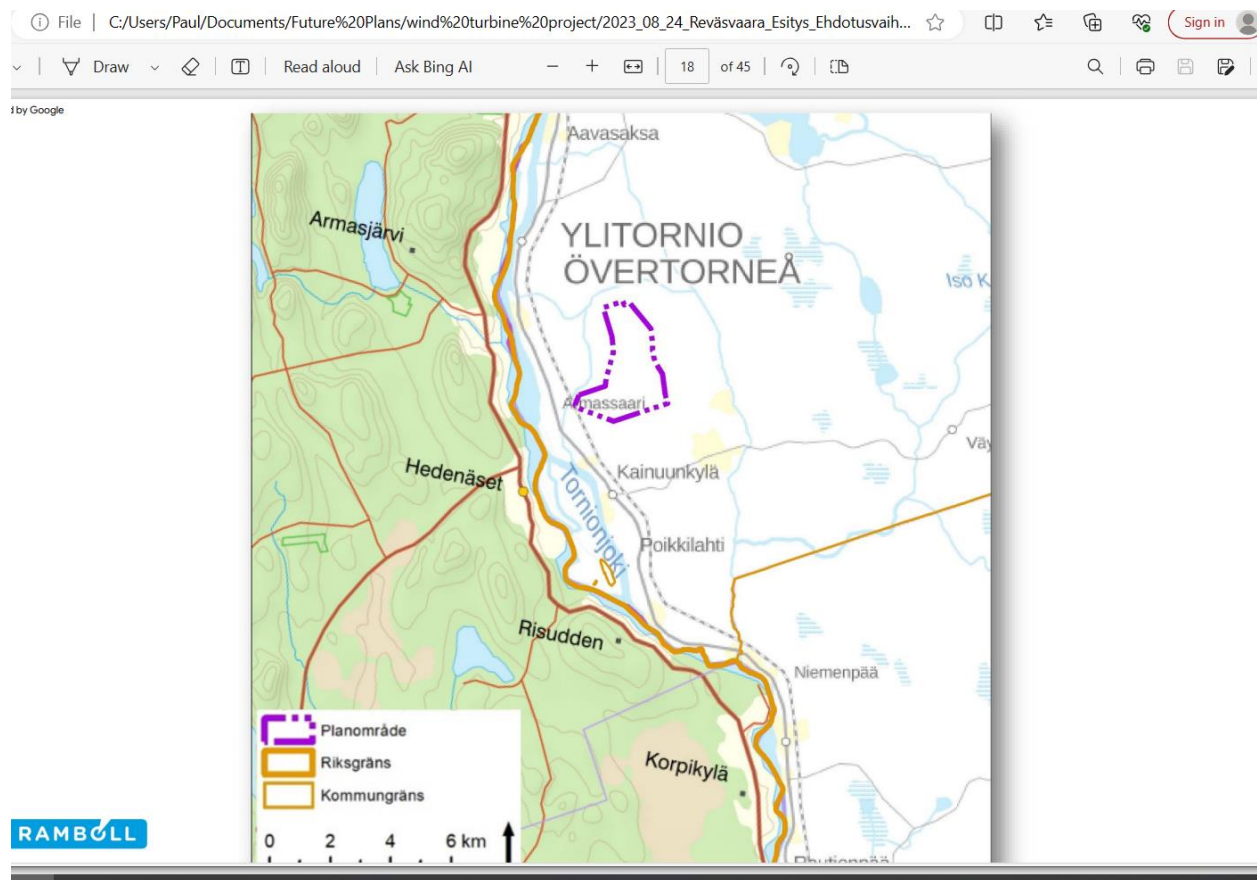 File | C:/Users/Paul/Documents/Future%20Plans/wind%20turbine%20project/2023_08_24_Reväsvaara_Esitys_Ehdotusvaih...
Sign in
Draw
Read aloud
Ask Bing AI
18 of 45
by Google
Aavasaksa
Armasjärvi
YLITORNIO
ÖVERTORNEÅ
Iso K
Armassaari
Väy
Hedenäset
Kainuunkylä
Tornionjoki
Poikkilahti
Risudden
Niemenpää
Korpikylä
Planområde
Riksgräns
Kommungräns
RAMBOLL
0 2 4 6 km